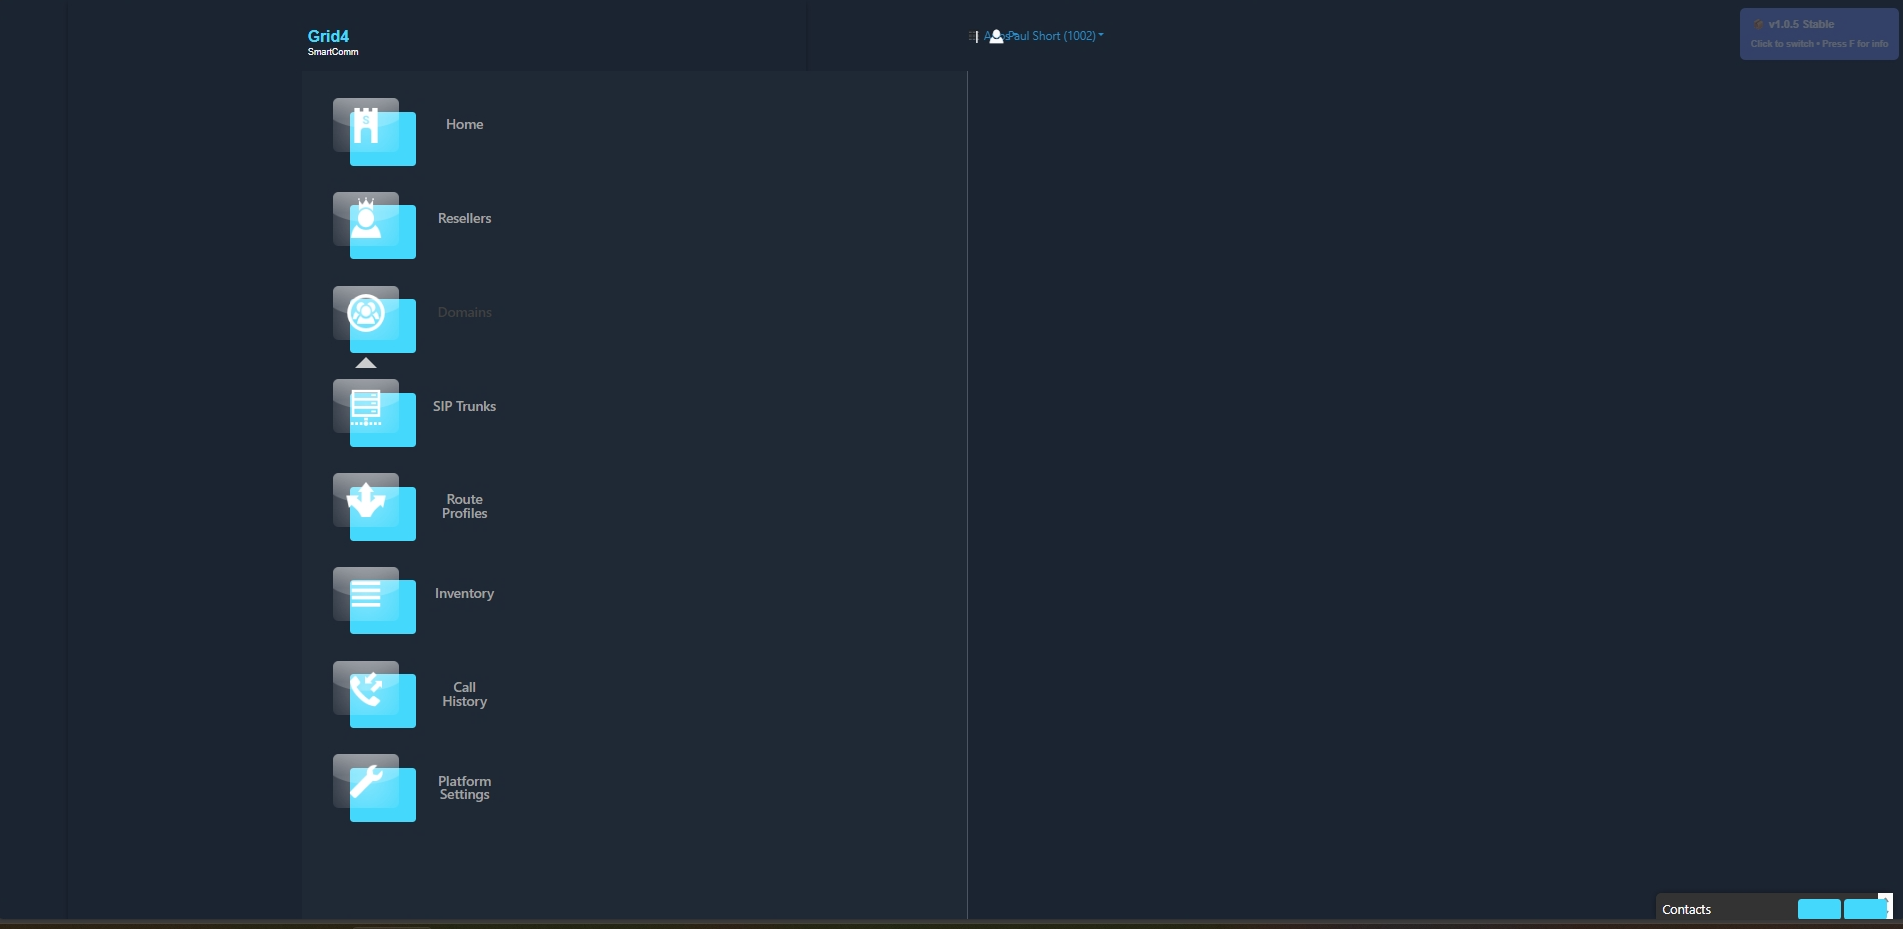 Grid4
SmartComm
Apps Paul Short (1002)
v1.0.5 Stable
Click to switch • Press F for info
Home
S
Resellers
Domains
SIP Trunks
Route
Profiles
Inventory
Call
History
Platform
Settings
Contacts